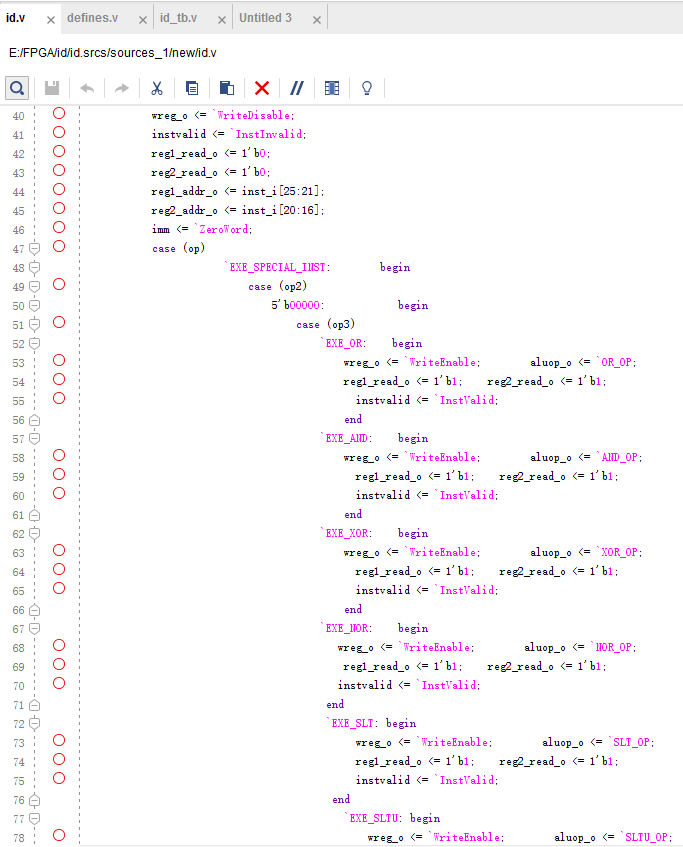 id.v × defines.v × id_tb.v × Untitled 3 ×
E:/FPGA/id/id.srcs/sources_1/new/id.v
40 wreg_o <= `WriteDisable;
41 instvalid <= `InstInvalid;
42 reg1_read_o <= 1'b0;
43 reg2_read_o <= 1'b0;
44 reg1_addr_o <= inst_i[25:21];
45 reg2_addr_o <= inst_i[20:16];
46 imm <= `ZeroWord;
47 case (op)
48 `EXE_SPECIAL_INST: begin
49 case (op2)
50 5'b00000: begin
51 case (op3)
52 `EXE_OR: begin
53 wreg_o <= `WriteEnable; aluop_o <= `OR_OP;
54 reg1_read_o <= 1'b1; reg2_read_o <= 1'b1;
55 instvalid <= `InstValid;
56 end
57 `EXE_AND: begin
58 wreg_o <= `WriteEnable; aluop_o <= `AND_OP;
59 reg1_read_o <= 1'b1; reg2_read_o <= 1'b1;
60 instvalid <= `InstValid;
61 end
62 `EXE_XOR: begin
63 wreg_o <= `WriteEnable; aluop_o <= `XOR_OP;
64 reg1_read_o <= 1'b1; reg2_read_o <= 1'b1;
65 instvalid <= `InstValid;
66 end
67 `EXE_NOR: begin
68 wreg_o <= `WriteEnable; aluop_o <= `NOR_OP;
69 reg1_read_o <= 1'b1; reg2_read_o <= 1'b1;
70 instvalid <= `InstValid;
71 end
72 `EXE_SLT: begin
73 wreg_o <= `WriteEnable; aluop_o <= `SLT_OP;
74 reg1_read_o <= 1'b1; reg2_read_o <= 1'b1;
75 instvalid <= `InstValid;
76 end
77 `EXE_SLTU: begin
78 wreg_o <= `WriteEnable; aluop_o <= `SLTU_OP;